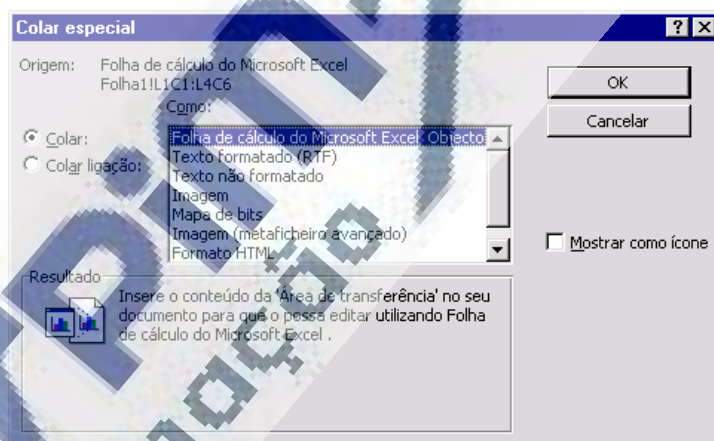 Colar especial
Origem: Folha de cálculo do Microsoft Excel
Folha1!L1C1:L4C6
OK
Como:
Cancelar
Colar:
Folha de cálculo do Microsoft Excel Objecto
Colar ligação:
Texto formatado (RTF)
Texto não formatado
Imagem
Mapa de bits
Imagem (metaficheiro avançado)
Formato HTML
Mostrar como ícone
Resultado
Insere o conteúdo da 'Área de transferência' no seu
documento para que o possa editar utilizando Folha
de cálculo do Microsoft Excel .